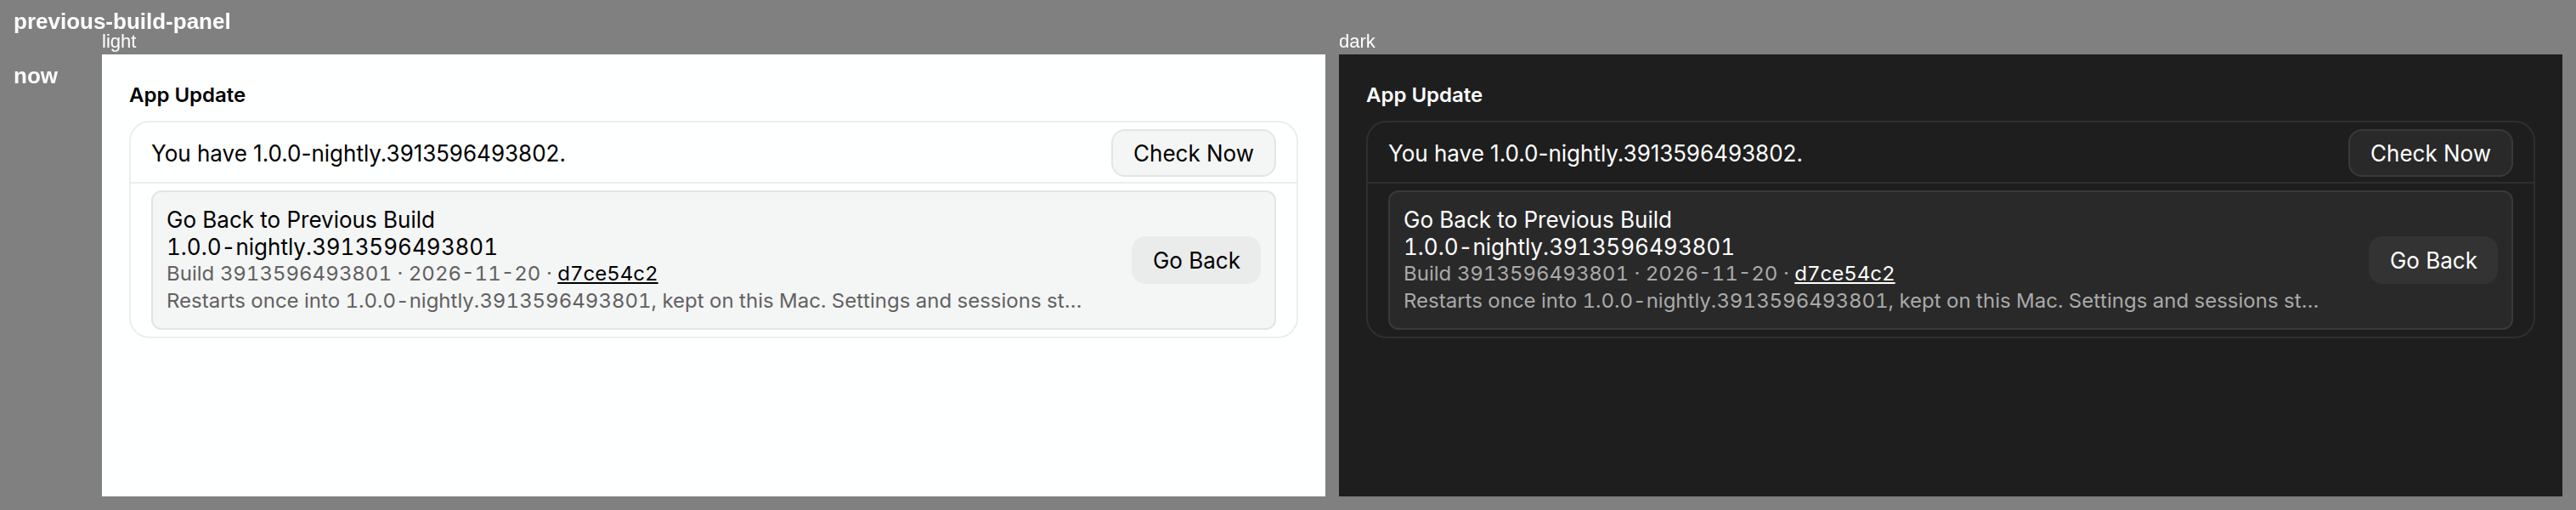 previous-build-panel
light
dark
now
App Update
You have 1.0.0-nightly.3913596493802.
Check Now
Go Back to Previous Build
1.0.0-nightly.3913596493801
Build 3913596493801 · 2026-11-20 · d7ce54c2
Restarts once into 1.0.0-nightly.3913596493801, kept on this Mac. Settings and sessions st...
Go Back
App Update
You have 1.0.0-nightly.3913596493802.
Check Now
Go Back to Previous Build
1.0.0-nightly.3913596493801
Build 3913596493801 · 2026-11-20 · d7ce54c2
Restarts once into 1.0.0-nightly.3913596493801, kept on this Mac. Settings and sessions st...
Go Back